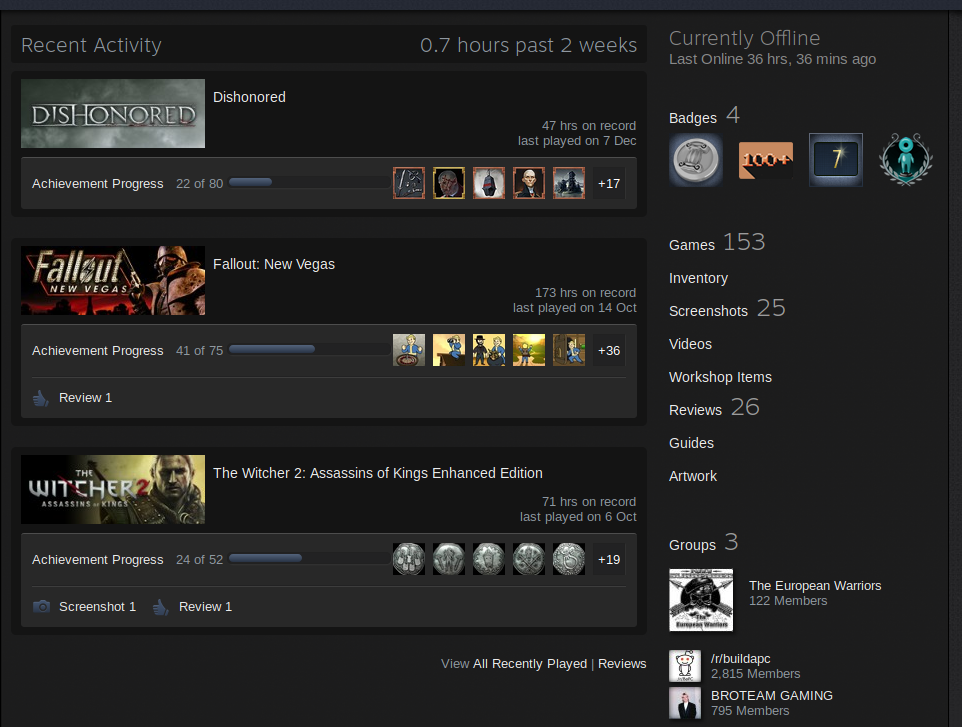 Recent Activity
0.7 hours past 2 weeks
DISHONORED
Dishonored
47 hrs on record
last played on 7 Dec
Achievement Progress 22 of 80 +17
Fallout
NEW VEGAS
Fallout: New Vegas
173 hrs on record
last played on 14 Oct
Achievement Progress 41 of 75 +36
Review 1
THE
WITCHER 2
ASSASSINS OF KINGS
The Witcher 2: Assassins of Kings Enhanced Edition
71 hrs on record
last played on 6 Oct
Achievement Progress 24 of 52 +19
Screenshot 1 Review 1
View All Recently Played | Reviews
Currently Offline
Last Online 36 hrs, 36 mins ago
Badges 4
100+
7
Games 153
Inventory
Screenshots 25
Videos
Workshop Items
Reviews 26
Guides
Artwork
Groups 3
The
European Warriors
The European Warriors
122 Members
/r/buildapc
2,815 Members
BROTEAM GAMING
795 Members